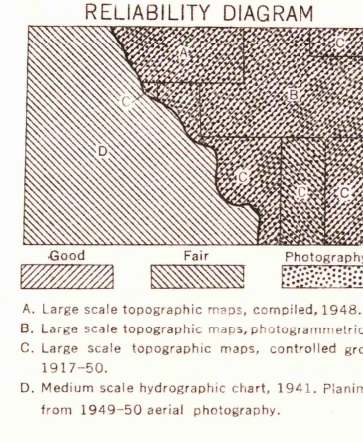 RELIABILITY DIAGRAM
A
C
B
C
D
C
C
C
Good Fair Photography
A. Large scale topographic maps, compiled, 1948.
B. Large scale topographic maps, photogrammetric
C. Large scale topographic maps, controlled gro
1917-50.
D. Medium scale hydrographic chart, 1941. Planim
from 1949-50 aerial photography.